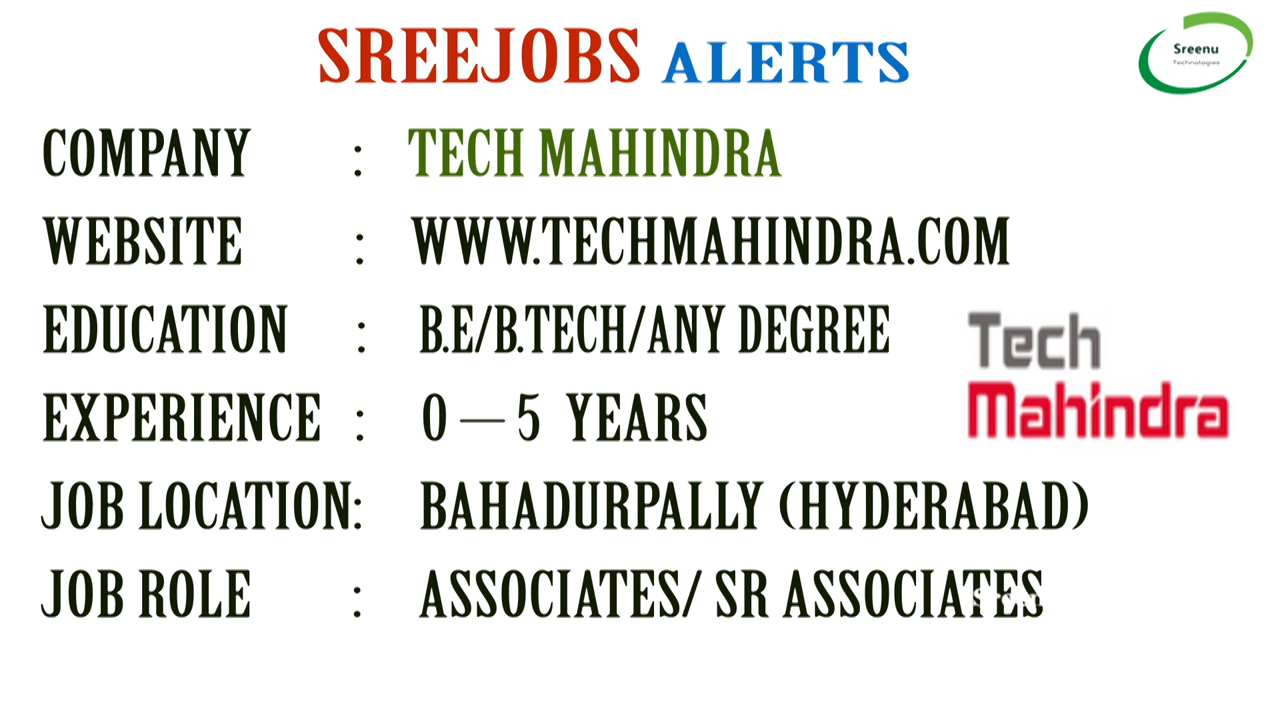 SREEJOBS ALERTS
Sreenu
Technologies
COMPANY : TECH MAHINDRA
WEBSITE : WWW.TECHMAHINDRA.COM
EDUCATION : B.E/B.TECH/ANY DEGREE
Tech
Mahindra
EXPERIENCE : 0 — 5 YEARS
JOB LOCATION: BAHADURPALLY (HYDERABAD)
JOB ROLE : ASSOCIATES/ SR ASSOCIATES